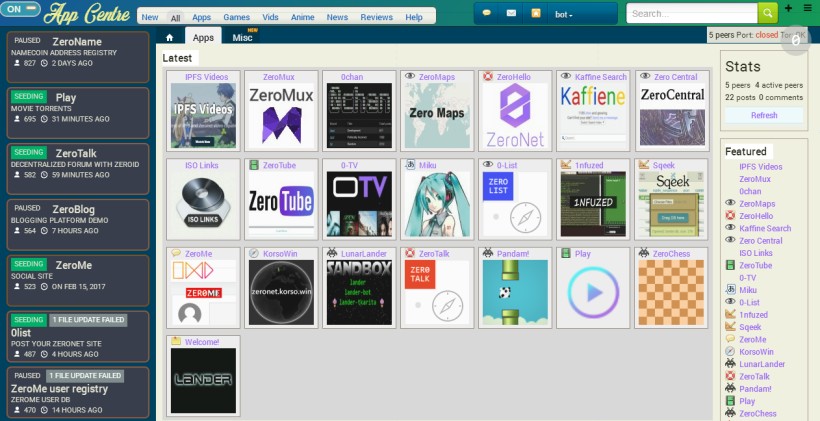 ON
App Centre
New All Apps Games Vids Anime News Reviews Help
bot
Search...
PAUSED ZeroName
NAMECOIN ADDRESS REGISTRY
827 2 DAYS AGO
SEEDING Play
MOVIE TORRENTS
695 31 MINUTES AGO
SEEDING ZeroTalk
DECENTRALIZED FORUM WITH ZEROID
582 59 MINUTES AGO
PAUSED ZeroBlog
BLOGGING PLATFORM DEMO
564 7 HOURS AGO
SEEDING ZeroMe
SOCIAL SITE
523 ON FEB 15, 2017
SEEDING 1 FILE UPDATE FAILED
0list
POST YOUR ZERONET SITE
487 4 HOURS AGO
PAUSED 1 FILE UPDATE FAILED
ZeroMe user registry
ZEROME USER DB
470 14 HOURS AGO
Apps Misc NEW
5 peers Port: closed
Latest
IPFS Videos ZeroMux 0chan ZeroMaps ZeroHello Kaffine Search Zero Central
IPFS Videos
ZeroMux
Zero Maps
ZeroNet
Kaffiene
ZeroCentral
ISO Links ZeroTube 0-TV Miku 0-List 1nfuzed Sqeek
ISO LINKS
Zero Tube
OTV
ZERO
LIST
1NFUZED
Sqeek
ZeroMe KorsoWin LunarLander ZeroTalk Pandam! Play ZeroChess
ZEROME
zeronet.korso.win
SANDBOX
lander
lander-bot
lander-tkarita
ZERO
TALK
Welcome!
LANDER
Stats
5 peers 4 active peers
22 posts 0 comments
Refresh
Featured
IPFS Videos
ZeroMux
0chan
ZeroMaps
ZeroHello
Kaffine Search
Zero Central
ISO Links
ZeroTube
0-TV
Miku
0-List
1nfuzed
Sqeek
ZeroMe
KorsoWin
LunarLander
ZeroTalk
Pandam!
Play
ZeroChess